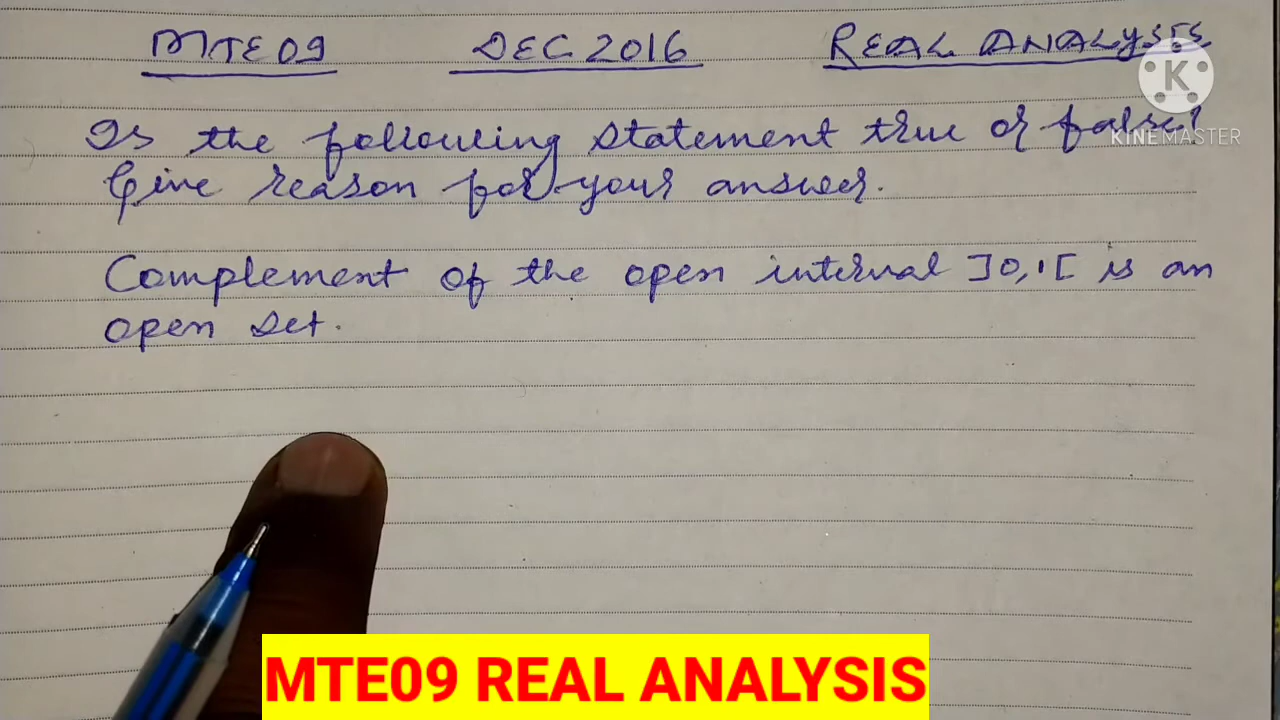 MTE09 DEC 2016 REAL ANALYSIS
K
KINEMASTER
Is the following statement true or false?
Give reason for your answer.
Complement of the open interval ]0,1[ is an
open set.
MTE09 REAL ANALYSIS